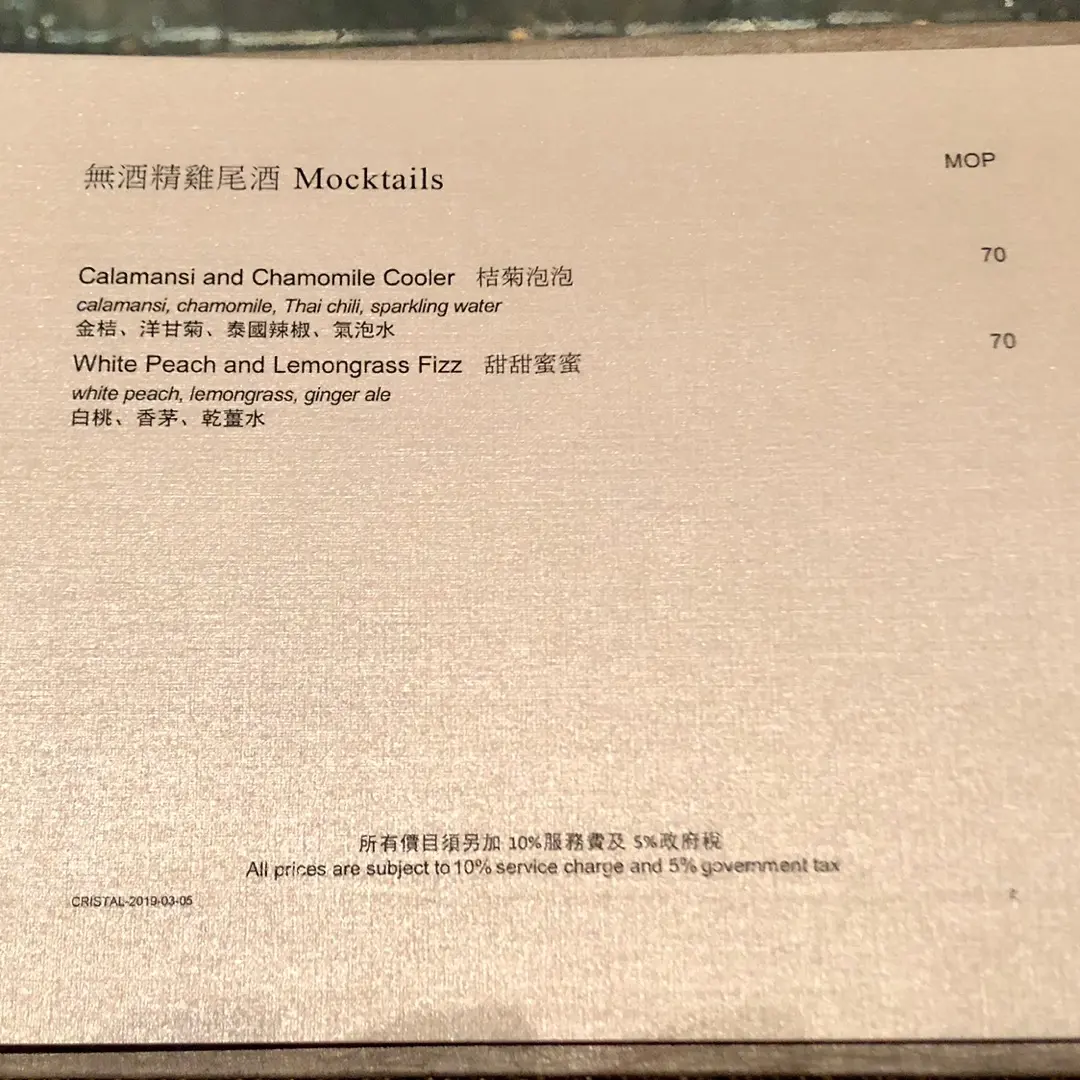 無酒精雞尾酒 Mocktails
MOP
Calamansi and Chamomile Cooler 桔菊泡泡 70
calamansi, chamomile, Thai chili, sparkling water
金桔、洋甘菊、泰國辣椒、氣泡水
White Peach and Lemongrass Fizz 甜甜蜜蜜 70
white peach, lemongrass, ginger ale
白桃、香茅、乾薑水
所有價目須另加 10%服務費及 5%政府稅
All prices are subject to 10% service charge and 5% government tax
CRISTAL-2019-03-05